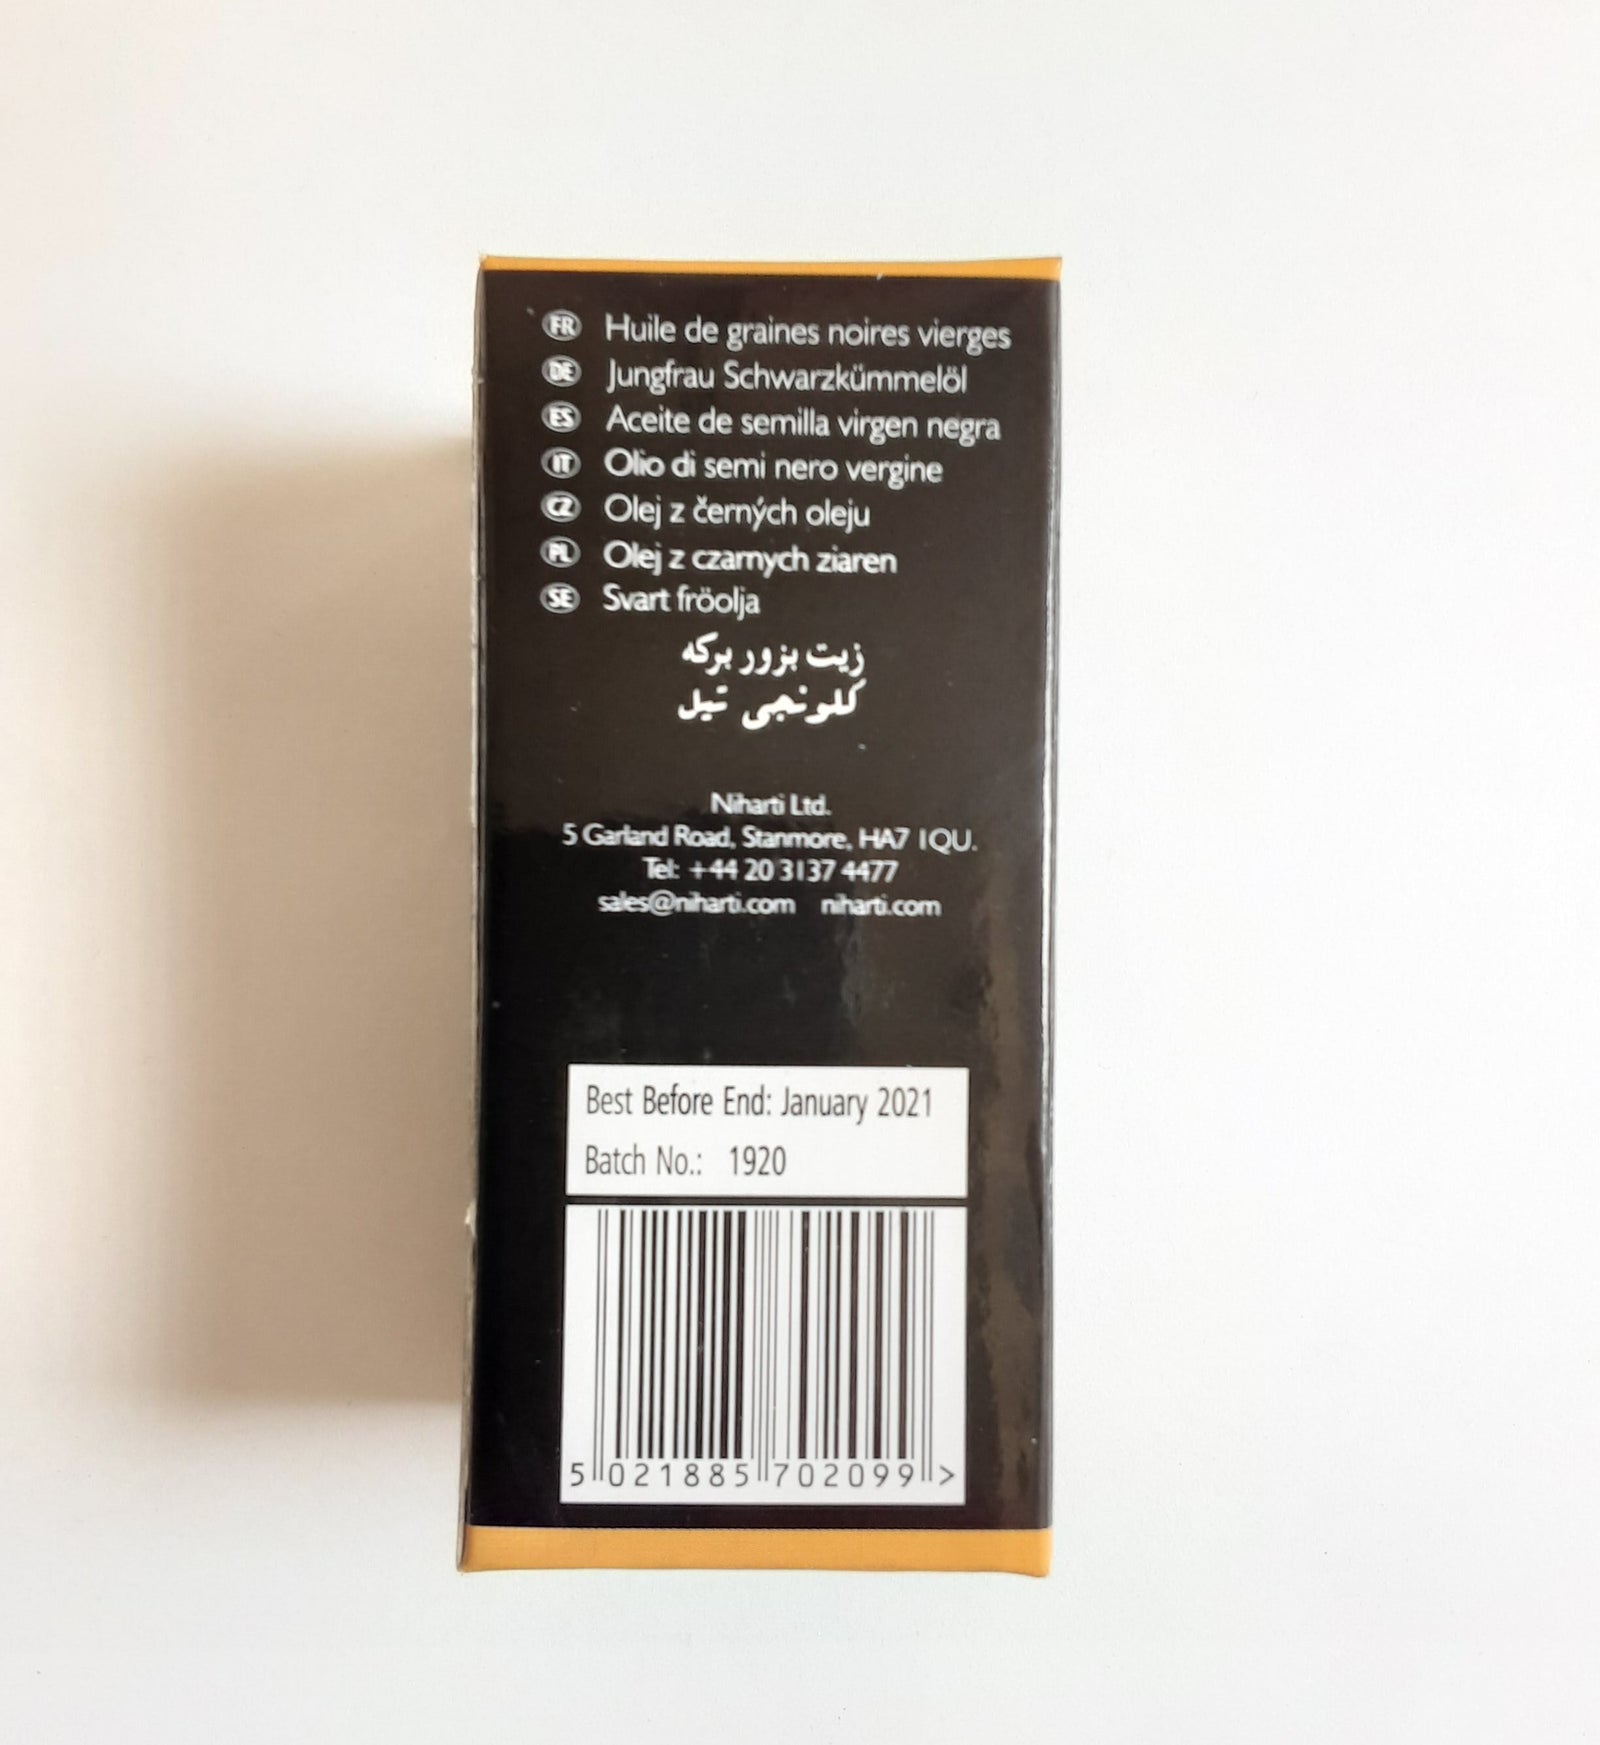 FR Huile de graines noires vierges
DE Jungfrau Schwarzkümmelöl
ES Aceite de semilla virgen negra
IT Olio di semi nero vergine
CZ Olej z černých oleju
PL Olej z czarnych ziaren
SE Svart fröolja
زيت بزور بركه
كلونجى تيل
Niharti Ltd.
5 Garland Road, Stanmore, HA7 1QU.
Tel: +44 20 3137 4477
sales@niharti.com niharti.com
Best Before End: January 2021
Batch No.: 1920
5 021885 702099 >